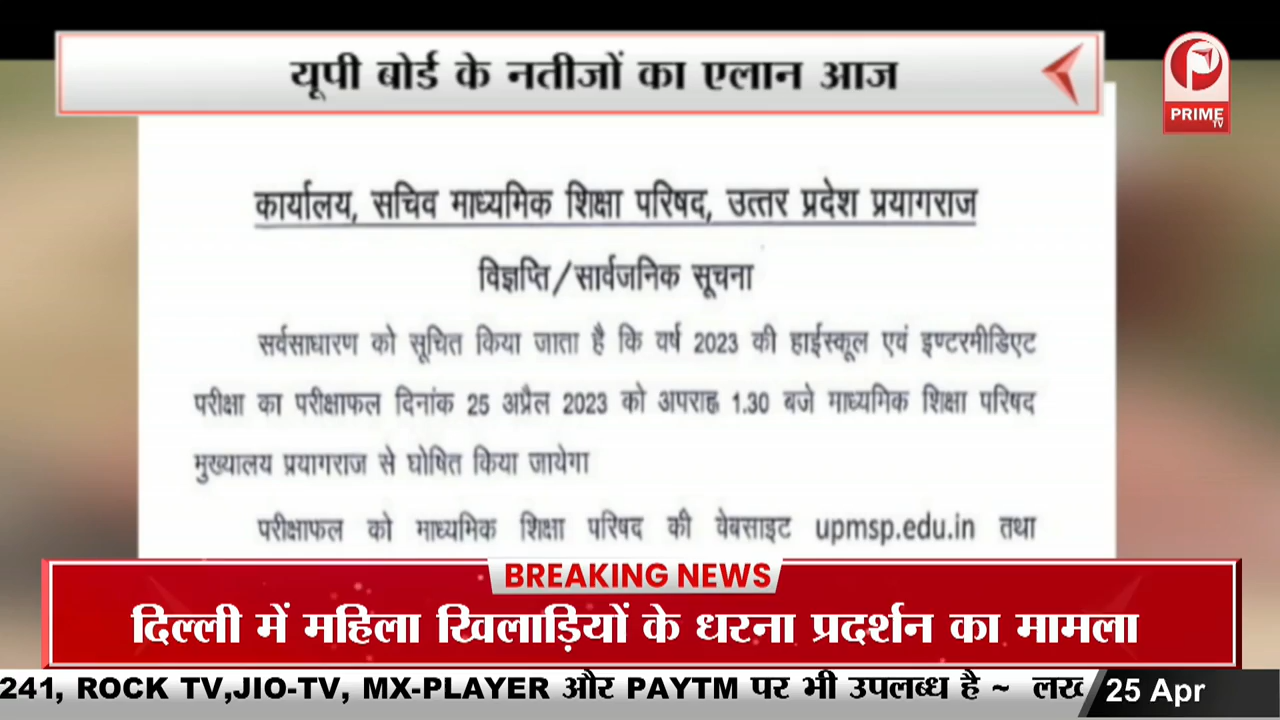 यूपी बोर्ड के नतीजों का एलान आज
PRIME
TV
कार्यालय, सचिव माध्यमिक शिक्षा परिषद, उत्तर प्रदेश प्रयागराज
विज्ञप्ति/सार्वजनिक सूचना
सर्वसाधारण को सूचित किया जाता है कि वर्ष 2023 की हाईस्कूल एवं इण्टरमीडिएट
परीक्षा का परीक्षाफल दिनांक 25 अप्रैल 2023 को अपराह्न 1.30 बजे माध्यमिक शिक्षा परिषद
मुख्यालय प्रयागराज से घोषित किया जायेगा
परीक्षाफल को माध्यमिक शिक्षा परिषद की वेबसाइट upmsp.edu.in तथा
BREAKING NEWS
दिल्ली में महिला खिलाड़ियों के धरना प्रदर्शन का मामला
241, ROCK TV,JIO-TV, MX-PLAYER और PAYTM पर भी उपलब्ध है ~
25 Apr